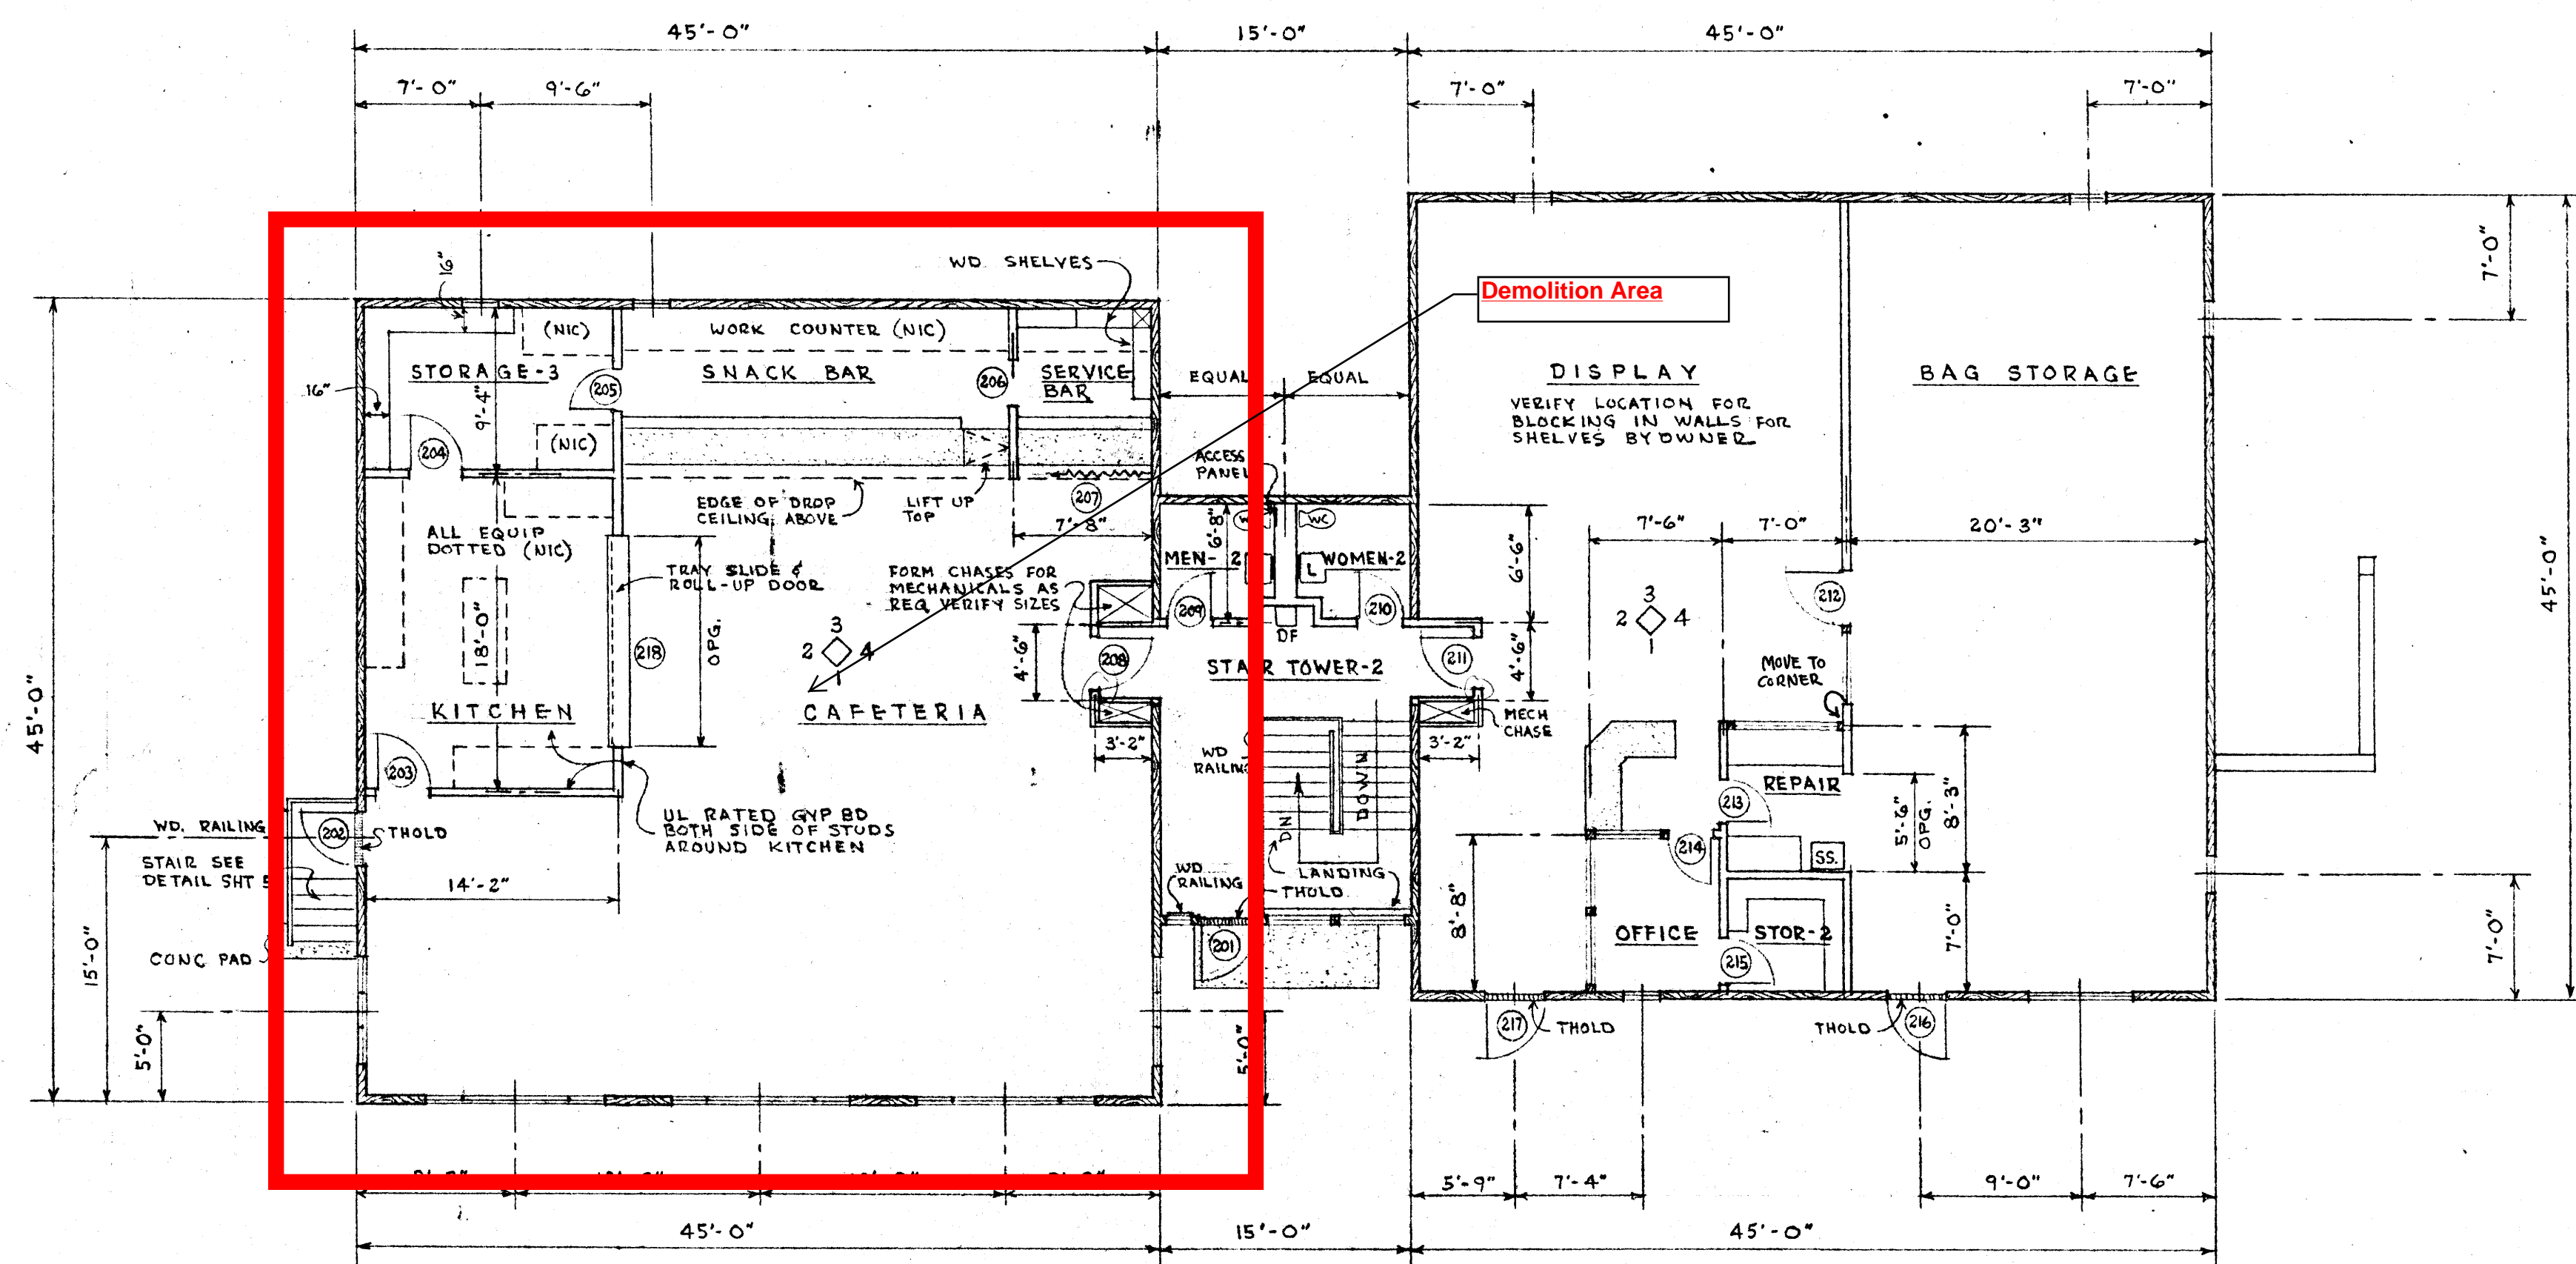 45'-0"
15'-0"
45'-0"
7'-0"
9'-6"
7'-0"
7'-0"
WD. SHELVES
Demolition Area
16"
(NIC)
WORK COUNTER (NIC)
STORAGE-3
205
SNACK BAR
206
SERVICE
BAR
EQUAL
EQUAL
DISPLAY
BAG STORAGE
VERIFY LOCATION FOR
BLOCKING IN WALLS FOR
SHELVES BY OWNER
7'-0"
16"
9'-4"
204
(NIC)
ACCESS
PANEL
EDGE OF DROP
CEILING ABOVE
LIFT UP
TOP
207
7'-8"
ALL EQUIP
DOTTED (NIC)
TRAY SLIDE &
ROLL-UP DOOR
FORM CHASES FOR
MECHANICALS AS
REQ VERIFY SIZES
6'-8"
WC
MEN-2
L
WOMEN-2
209
210
DF
6'-6"
7'-6"
7'-0"
20'-3"
212
45'-0"
18'-0"
218
OPG.
3
2 4
1
4'-6"
208
STAIR TOWER-2
211
4'-6"
3
2 4
1
MOVE TO
CORNER
KITCHEN
CAFETERIA
3'-2"
3'-2"
MECH
CHASE
45'-0"
203
WD
RAILING
DOWN
DN
REPAIR
213
5'-6"
OPG.
8'-3"
UL RATED GYP BD
BOTH SIDE OF STUDS
AROUND KITCHEN
WD. RAILING
202
THOLD
STAIR SEE
DETAIL SHT
14'-2"
214
SS.
WD
RAILING
LANDING
THOLD
8'-8"
OFFICE
STOR-2
7'-0"
7'-0"
201
215
CONC PAD
15'-0"
5'-0"
5'-0"
217
THOLD
THOLD
216
5'-9"
7'-4"
9'-0"
7'-6"
45'-0"
15'-0"
45'-0"